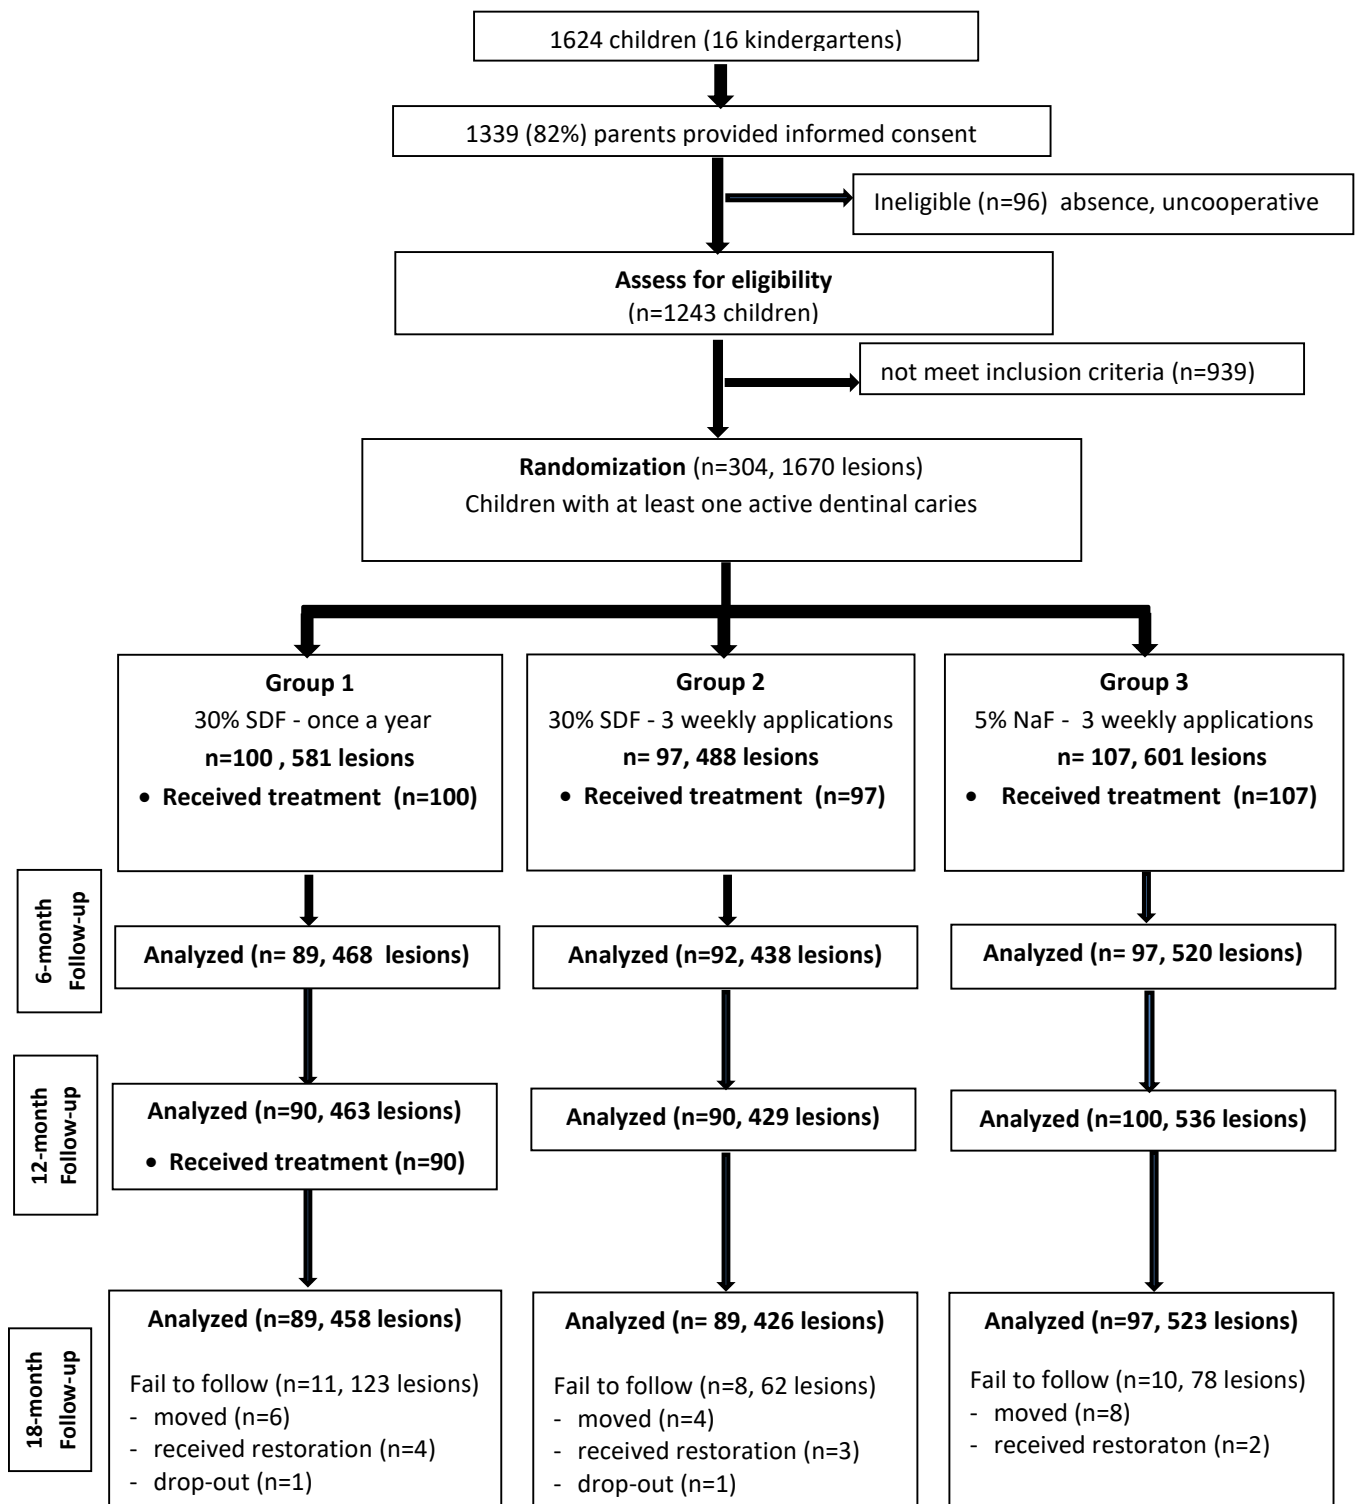 1624 children (16 kindergartens)
1339 (82%) parents provided informed consent
Ineligible (n=96)  absence, uncooperative
Assess for eligibility
(n=1243 children)
not meet inclusion criteria (n=939)
Randomization (n=304, 1670 lesions)
Children with at least one active dentinal caries
Group 1
30% SDF - once a year
n=100 , 581 lesions
• Received treatment  (n=100)
Group 2
30% SDF - 3 weekly applications
n= 97, 488 lesions
• Received treatment  (n=97)
Group 3
5% NaF -  3 weekly applications
n= 107, 601 lesions
• Received treatment  (n=107)
6-month
Follow-up
Analyzed (n= 89, 468  lesions)
Analyzed (n=92, 438 lesions)
Analyzed (n= 97, 520 lesions)
12-month
Follow-up
Analyzed (n=90, 463 lesions)
• Received treatment (n=90)
Analyzed (n=90, 429 lesions)
Analyzed (n=100, 536 lesions)
18-month
Follow-up
Analyzed (n=89, 458 lesions)
Fail to follow (n=11, 123 lesions)
- moved (n=6)
- received restoration (n=4)
- drop-out (n=1)
Analyzed (n= 89, 426 lesions)
Fail to follow (n=8, 62 lesions)
- moved (n=4)
- received restoration (n=3)
- drop-out (n=1)
Analyzed (n=97, 523 lesions)
Fail to follow (n=10, 78 lesions)
- moved (n=8)
- received restoraton (n=2)